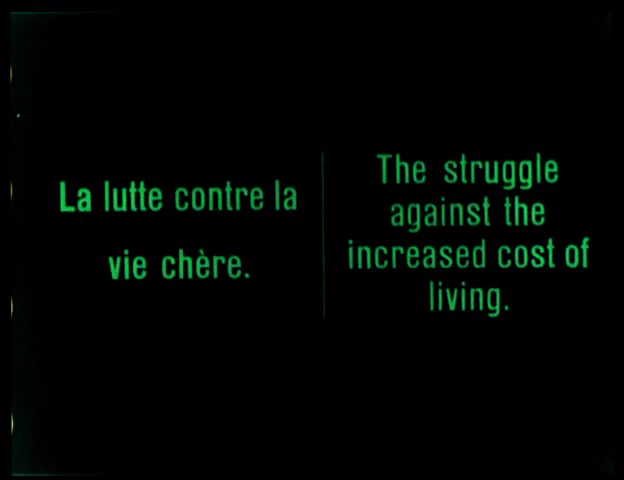 La lutte contre la
vie chère.
The struggle
against the
increased cost of
living.